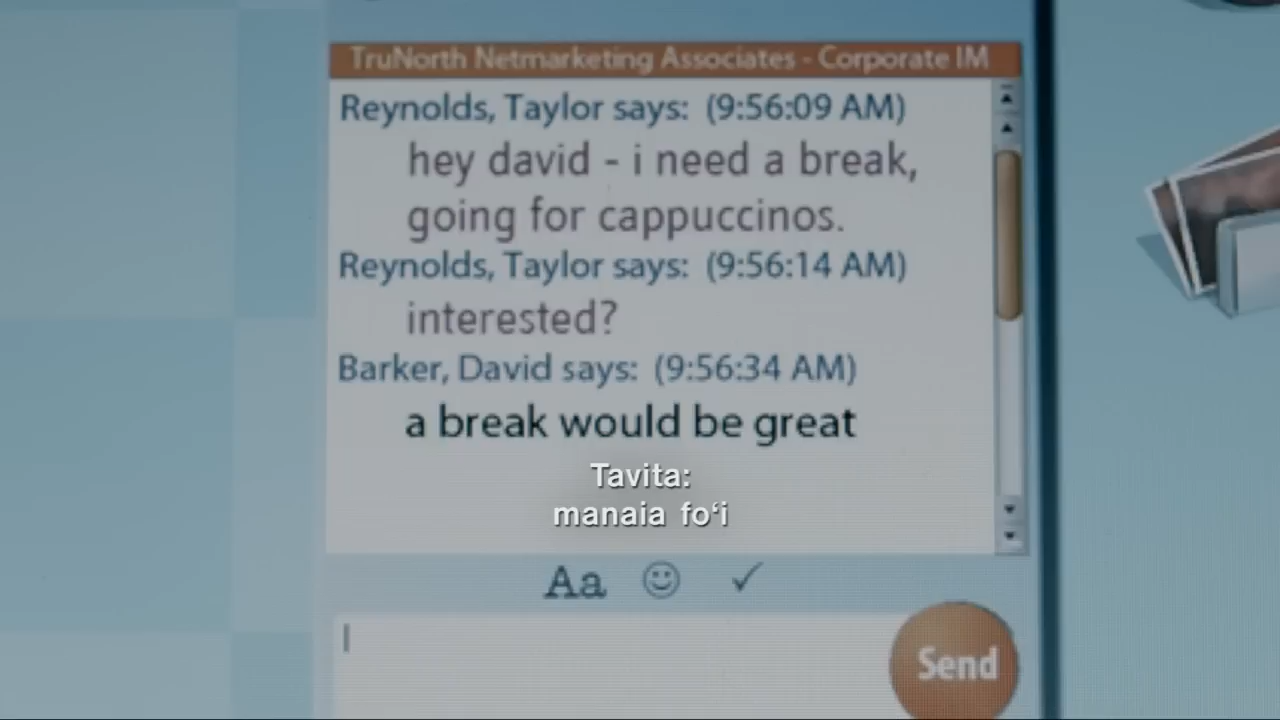 TruNorth Netmarketing Associates - Corporate IM
Reynolds, Taylor says: (9:56:09 AM)
hey david - i need a break,
going for cappuccinos.
Reynolds, Taylor says: (9:56:14 AM)
interested?
Barker, David says: (9:56:34 AM)
a break would be great
Tavita:
manaia foʻi
Aa
Send